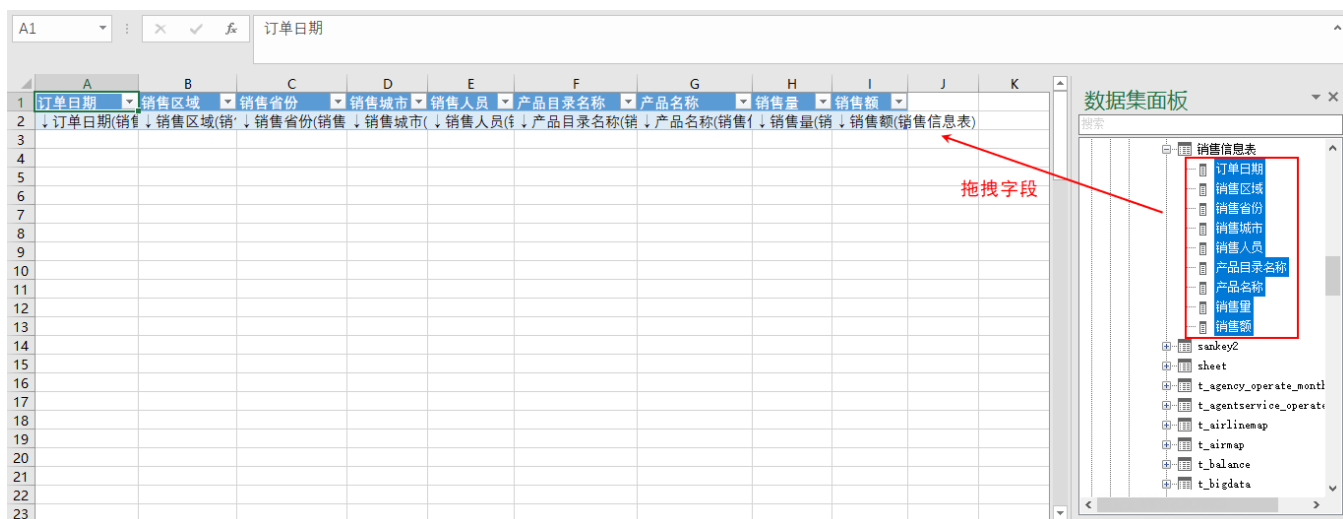 A1
fx
订单日期
A B C D E F G H I J K
1 订单日期 销售区域 销售省份 销售城市 销售人员 产品目录名称 产品名称 销售量 销售额
2 ↓订单日期(销售 ↓销售区域(销 ↓销售省份(销售 ↓销售城市( ↓销售人员( ↓产品目录名称(销 ↓产品名称(销售 ↓销售量(销 ↓销售额(销售信息表)
3
4
5
6
7
8
9
10
11
12
13
14
15
16
17
18
19
20
21
22
23
拖拽字段
数据集面板
搜索
销售信息表
订单日期
销售区域
销售省份
销售城市
销售人员
产品目录名称
产品名称
销售量
销售额
sankey2
sheet
t_agency_operate_month
t_agentservice_operate
t_airlinemap
t_airmap
t_balance
t_bigdata